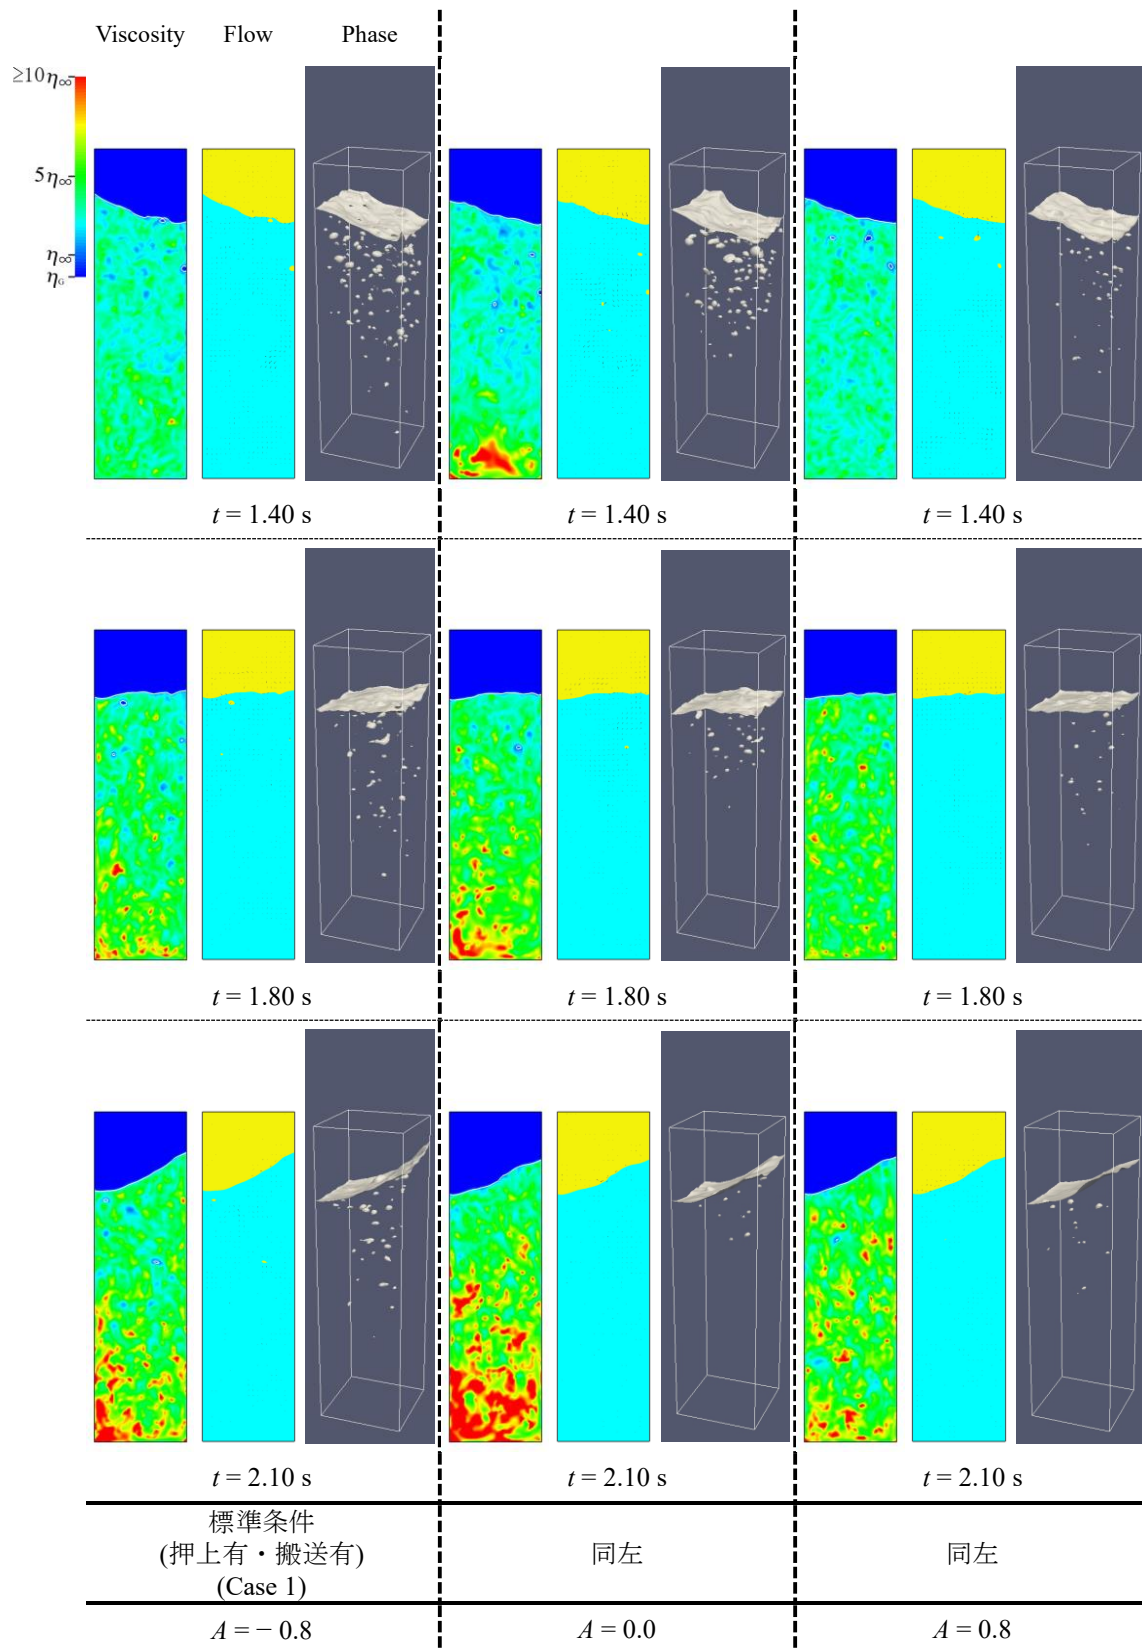 Viscosity Flow Phase
≥10η∞
5η∞
η∞
ηG
t = 1.40 s t = 1.40 s t = 1.40 s
t = 1.80 s t = 1.80 s t = 1.80 s
t = 2.10 s t = 2.10 s t = 2.10 s
標準条件
(押上有・搬送有) 同左 同左
(Case 1)
A = − 0.8 A = 0.0 A = 0.8